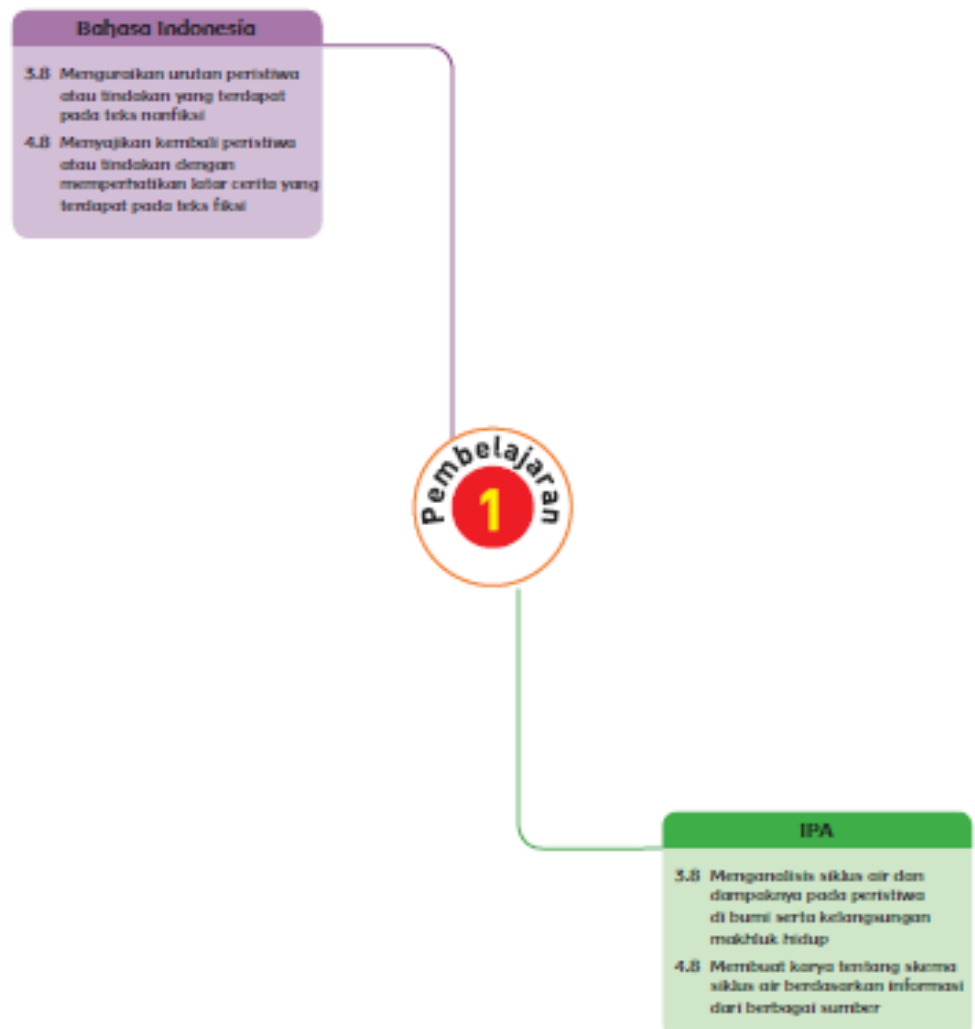 Bahasa Indonesia
3.8 Menguraikan urutan peristiwa
atau tindakan yang terdapat
pada teks nonfiksi
4.8 Menyajikan kembali peristiwa
atau tindakan dengan
memperhatikan latar cerita yang
terdapat pada teks fiksi
Pembelajaran
1
IPA
3.8 Menganalisis siklus air dan
dampaknya pada peristiwa
di bumi serta kelangsungan
makhluk hidup
4.8 Membuat karya tentang skema
siklus air berdasarkan informasi
dari berbagai sumber